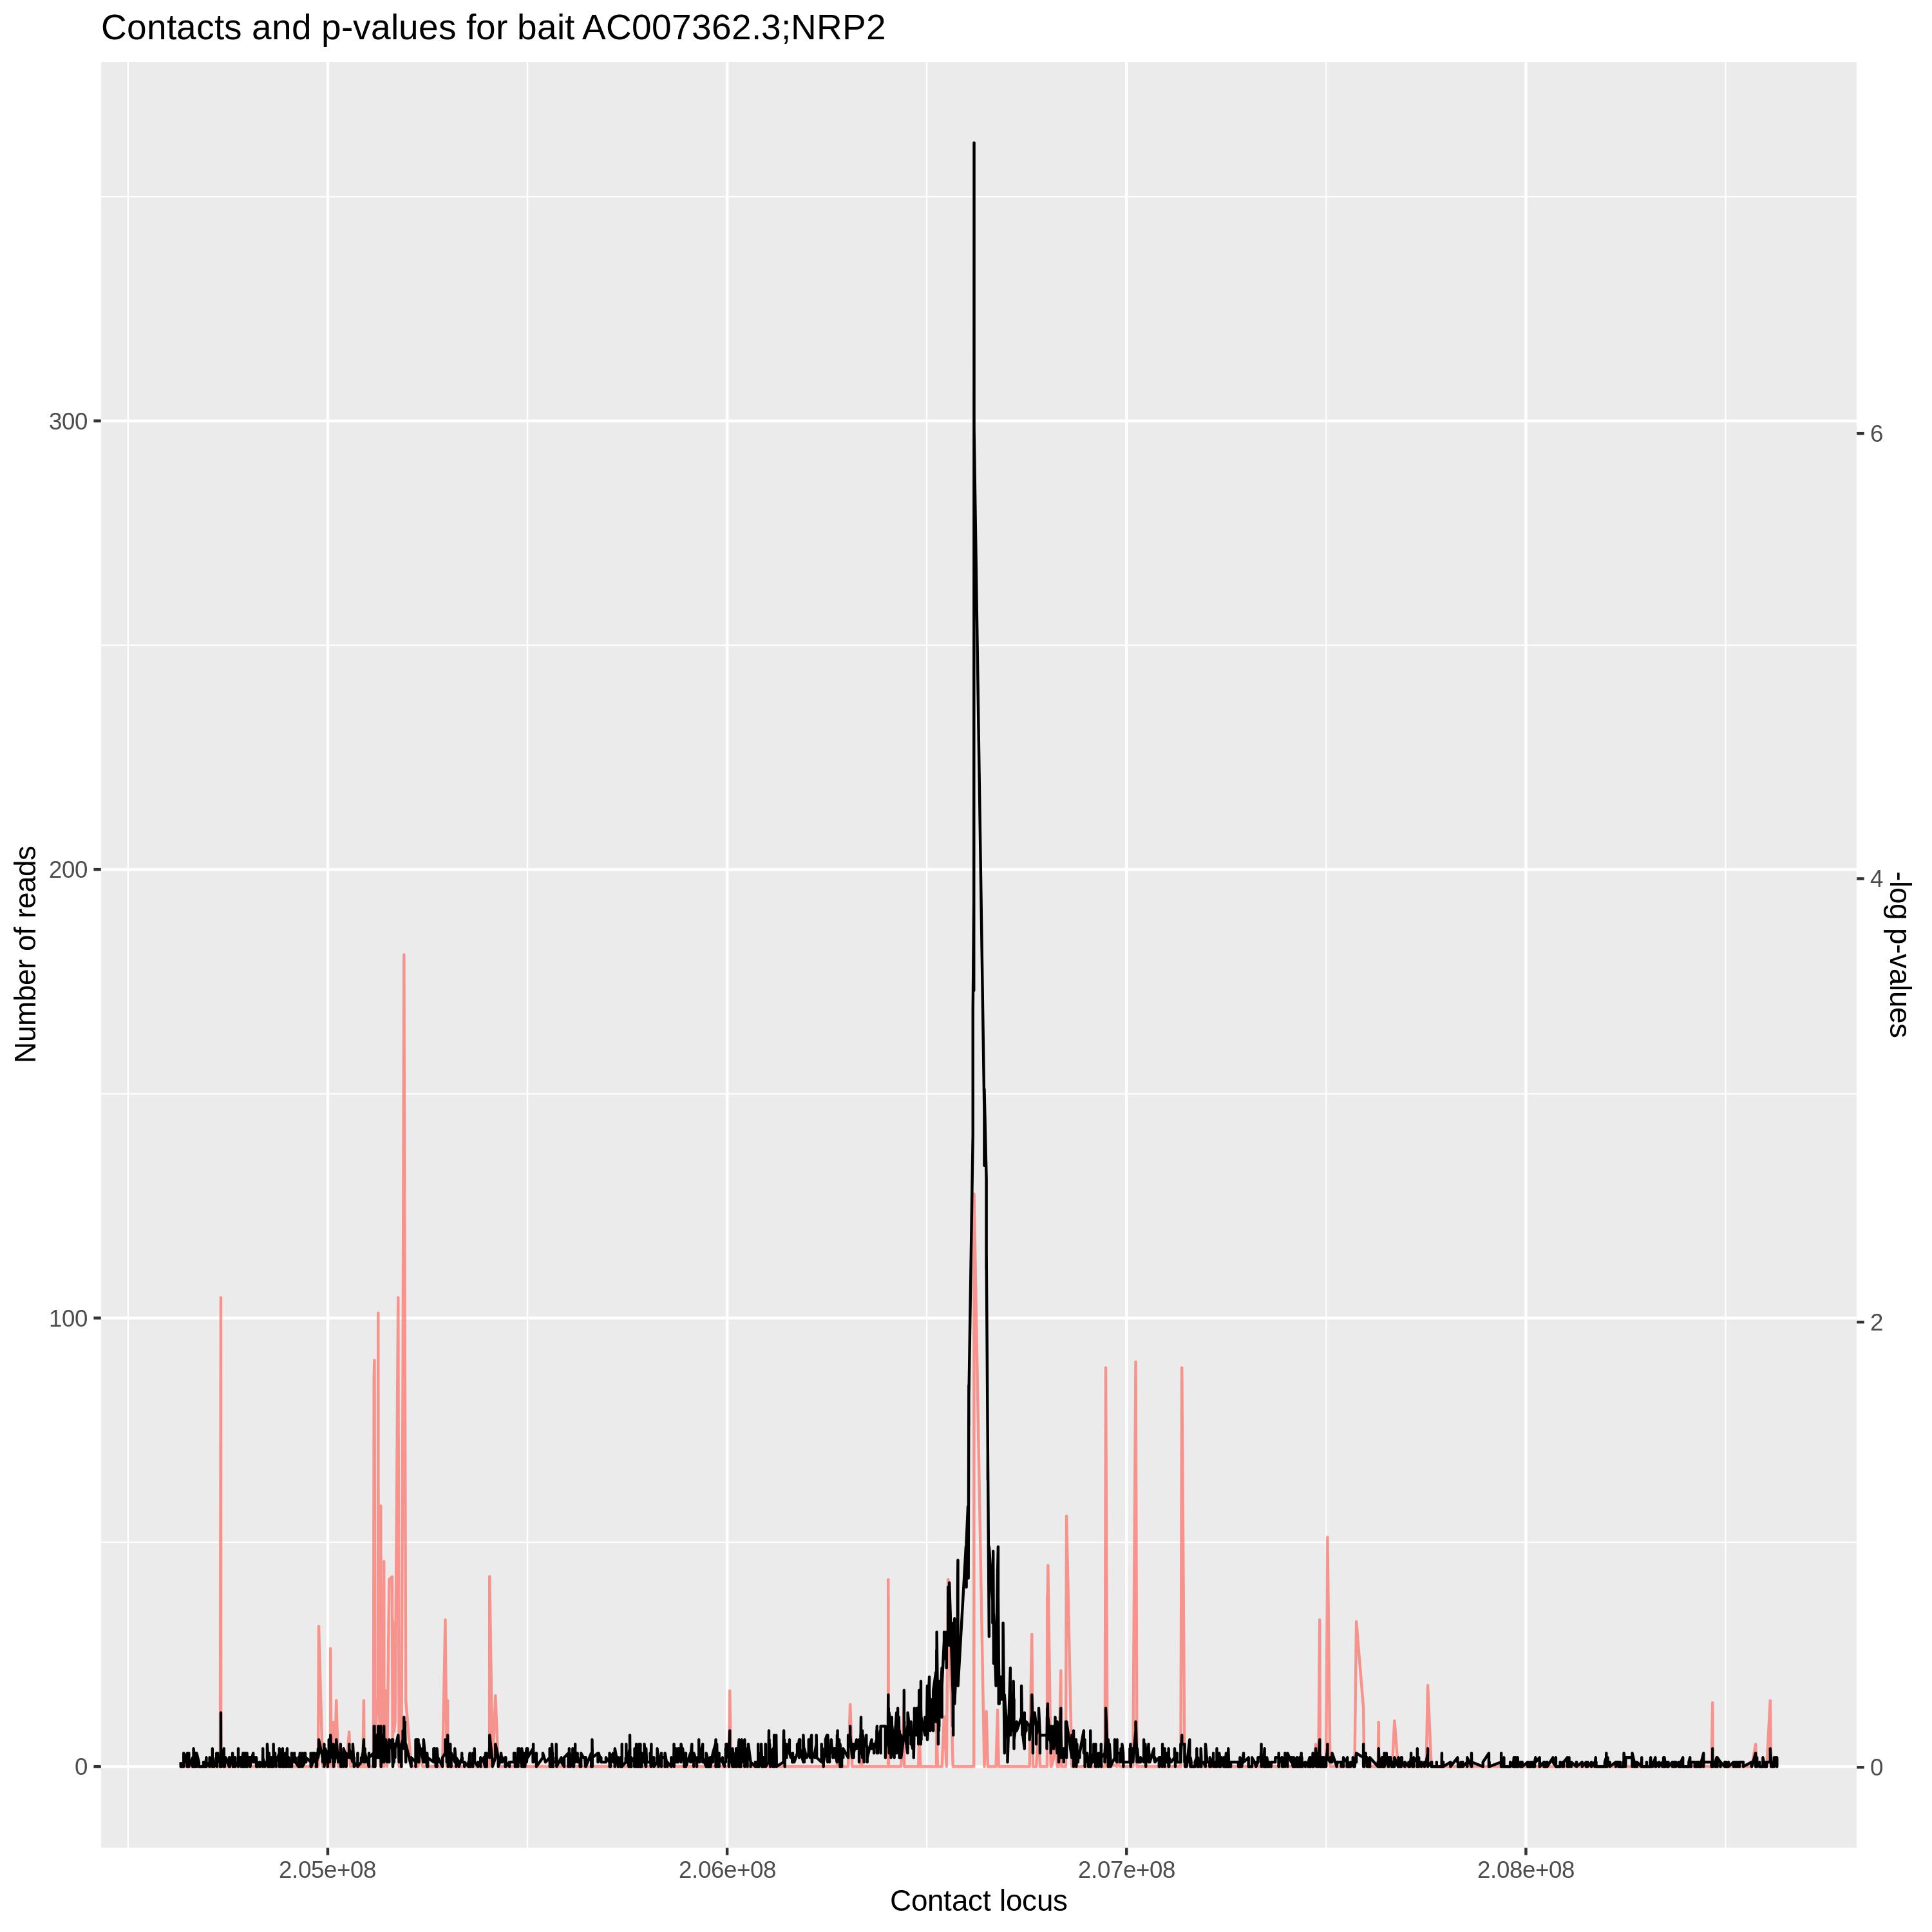 Contacts and p-values for bait AC007362.3;NRP2
Number of reads
300
200
100
0
6
4
2
0
-log p-values
2.05e+08
2.06e+08
2.07e+08
2.08e+08
Contact locus